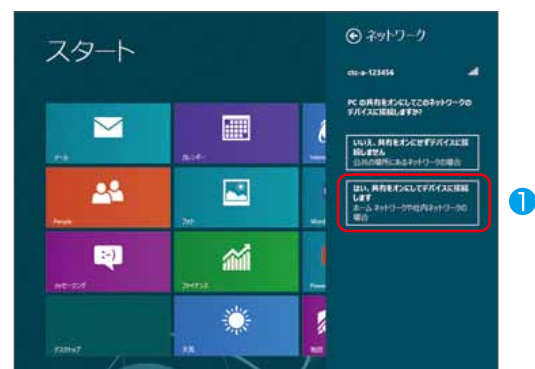 スタート
ネットワーク
ctc-a-123456
PC の共有をオンにしてこのネットワークの
デバイスに接続しますか?
いいえ、共有をオンにせずデバイスに接
続しません
公共の場所にあるネットワークの場合
はい、共有をオンにしてデバイスに接続
します
ホーム ネットワークや社内ネットワークの
場合
1
メール
カレンダー
People
フォト
メッセージング
ファイナンス
デスクトップ
天気
地図